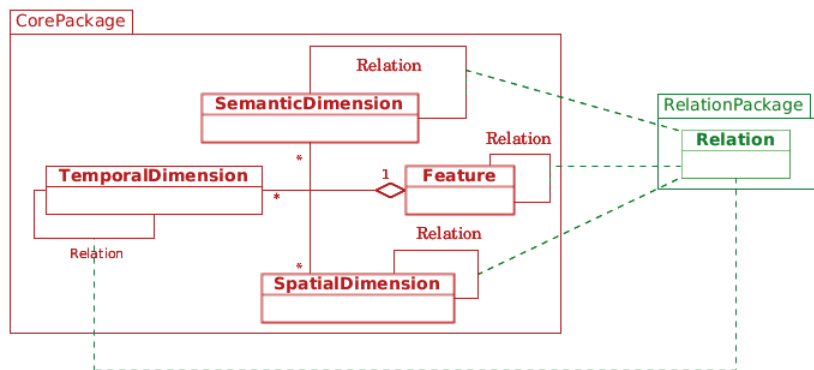 CorePackage
Relation
SemanticDimension
RelationPackage
Relation
Relation
*
TemporalDimension
1
Feature
*
Relation
Relation
*
SpatialDimension